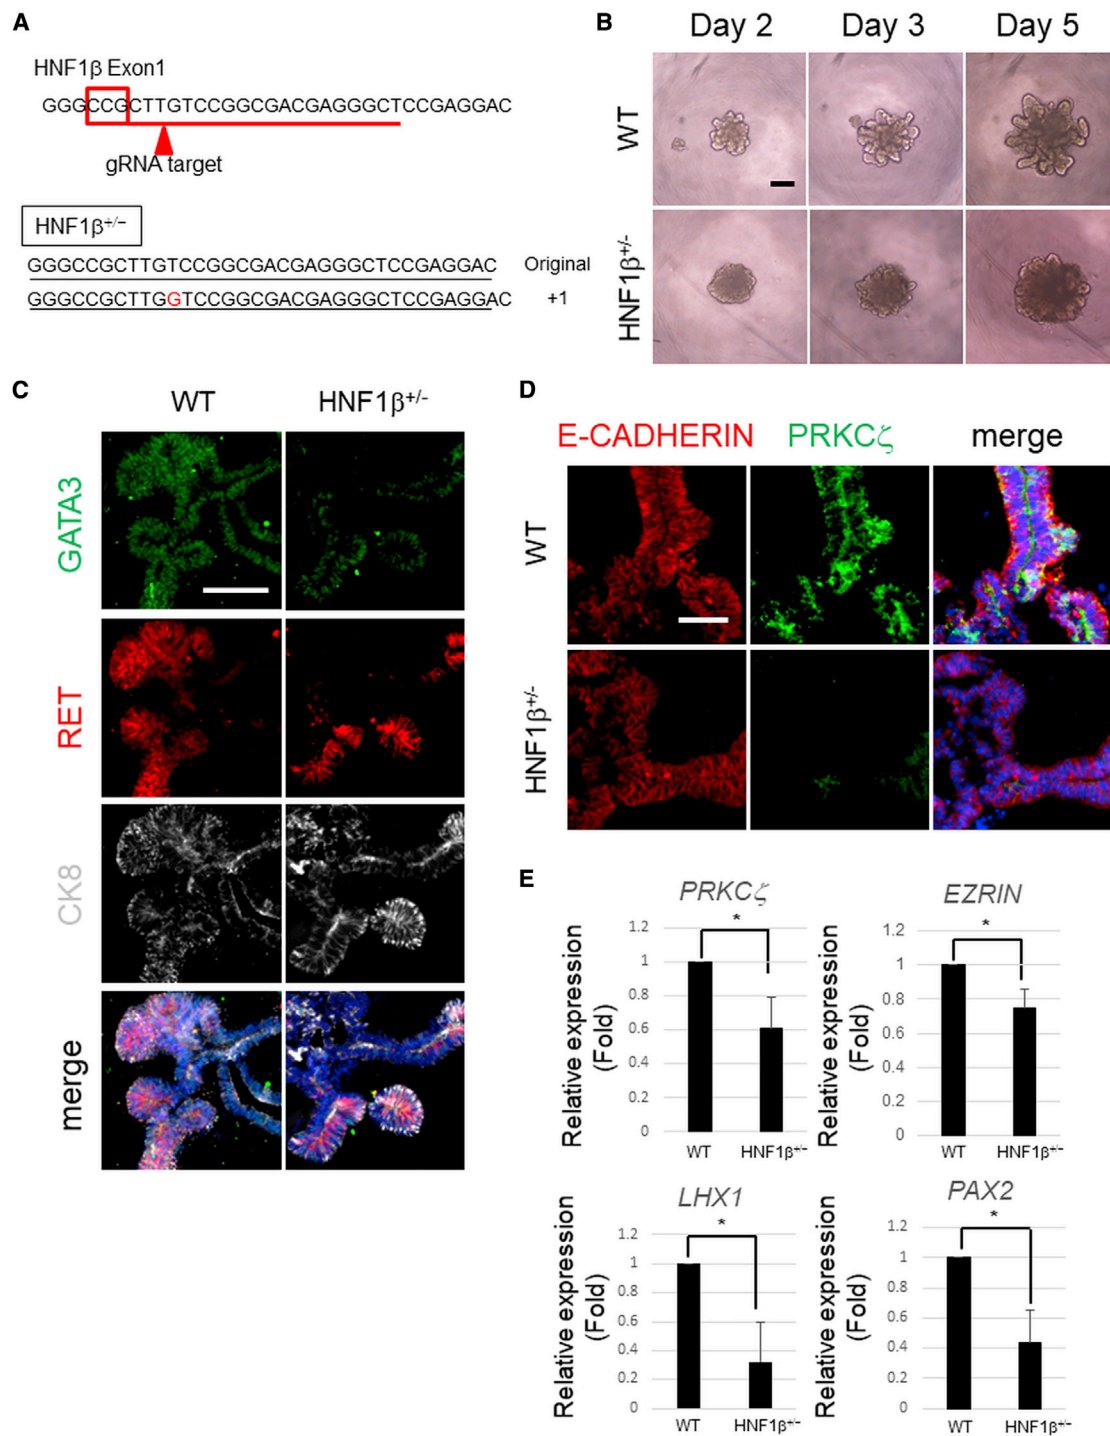 A
HNF1β Exon1
GGGCCGCTTGTCCGGCGACGAGGGCTCCGAGGAC
gRNA target
HNF1β+/−
GGGCCGCTTGTCCGGCGACGAGGGCTCCGAGGAC Original
GGGCCGCTTGGTCCGGCGACGAGGGCTCCGAGGAC +1
B
Day 2 Day 3 Day 5
WT
HNF1β+/-
C
WT HNF1β+/-
GATA3
RET
CK8
merge
D
E-CADHERIN PRKCζ merge
WT
HNF1β+/-
E
PRKCζ
Relative expression
(Fold)
1.2
1
0.8
0.6
0.4
0.2
0
*
WT HNF1β+/-
EZRIN
Relative expression
(Fold)
1.2
1
0.8
0.6
0.4
0.2
0
*
WT HNF1β+/-
LHX1
Relative expression
(Fold)
1.2
1
0.8
0.6
0.4
0.2
0
*
WT HNF1β+/-
PAX2
Relative expression
(Fold)
1.2
1
0.8
0.6
0.4
0.2
0
*
WT HNF1β+/-